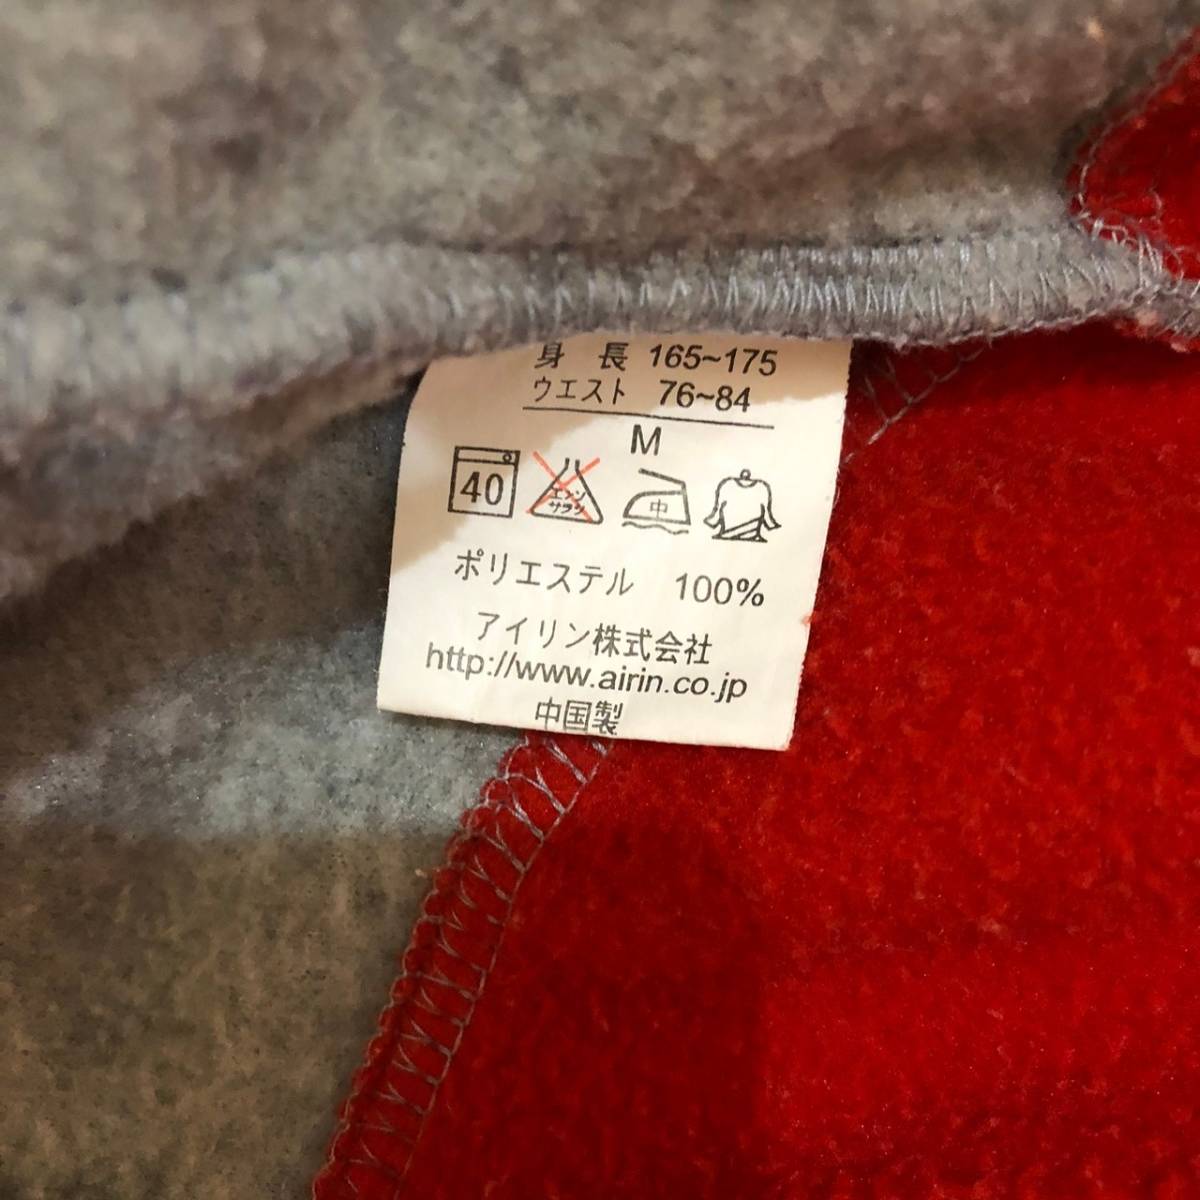 身長 165~175
ウエスト 76~84
M
40 エンソサラシ 中
ポリエステル 100%
アイリン株式会社
http://www.airin.co.jp
中国製